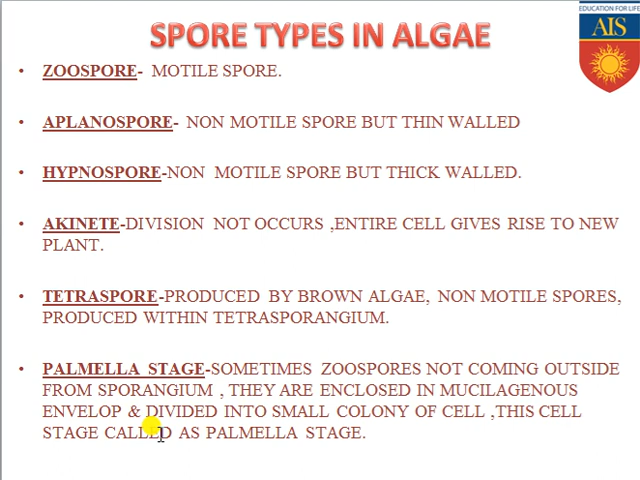 EDUCATION FOR LIFE
AIS
SPORE TYPES IN ALGAE
• ZOOSPORE- MOTILE SPORE.
• APLANOSPORE- NON MOTILE SPORE BUT THIN WALLED
• HYPNOSPORE-NON MOTILE SPORE BUT THICK WALLED.
• AKINETE-DIVISION NOT OCCURS ,ENTIRE CELL GIVES RISE TO NEW
PLANT.
• TETRASPORE-PRODUCED BY BROWN ALGAE, NON MOTILE SPORES,
PRODUCED WITHIN TETRASPORANGIUM.
• PALMELLA STAGE-SOMETIMES ZOOSPORES NOT COMING OUTSIDE
FROM SPORANGIUM , THEY ARE ENCLOSED IN MUCILAGENOUS
ENVELOP & DIVIDED INTO SMALL COLONY OF CELL ,THIS CELL
STAGE CALLED AS PALMELLA STAGE.